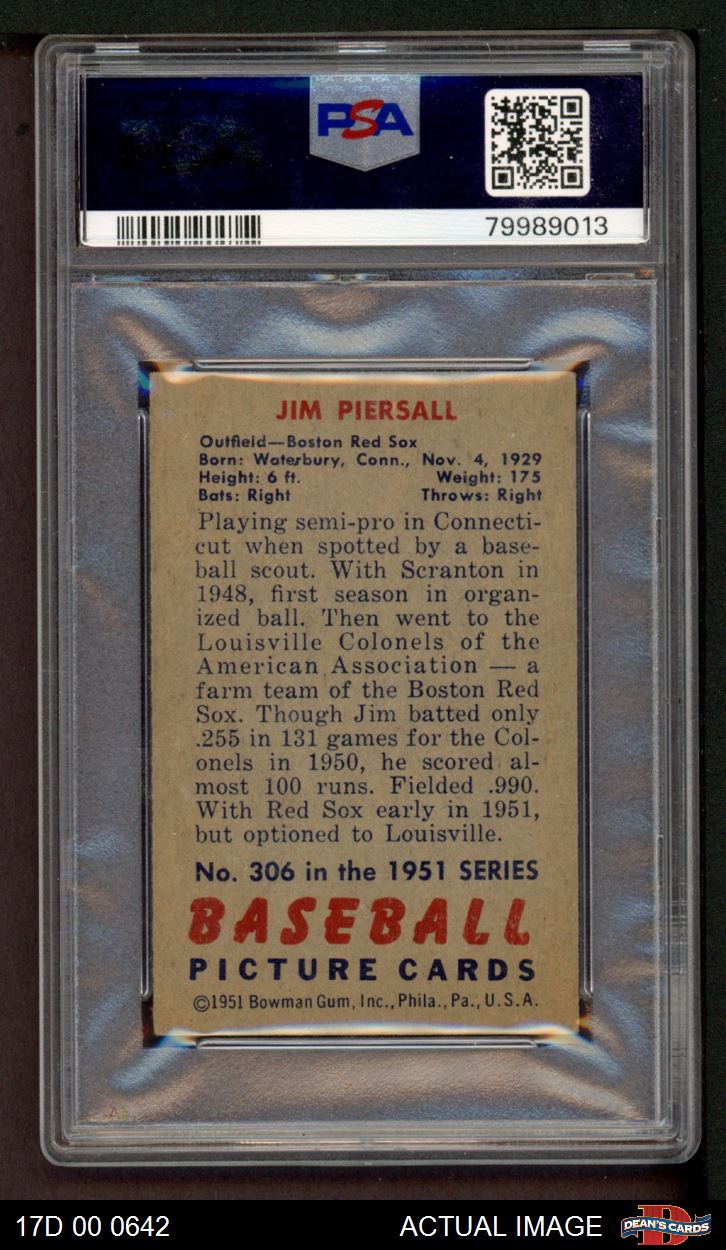 PSA
79989013
JIM PIERSALL
Outfield—Boston Red Sox
Born: Waterbury, Conn., Nov. 4, 1929
Height: 6 ft. Weight: 175
Bats: Right Throws: Right
Playing semi-pro in Connecti-
cut when spotted by a base-
ball scout. With Scranton in
1948, first season in organ-
ized ball. Then went to the
Louisville Colonels of the
American Association — a
farm team of the Boston Red
Sox. Though Jim batted only
.255 in 131 games for the Col-
onels in 1950, he scored al-
most 100 runs. Fielded .990.
With Red Sox early in 1951,
but optioned to Louisville.
No. 306 in the 1951 SERIES
BASEBALL
PICTURE CARDS
©1951 Bowman Gum, Inc., Phila., Pa., U.S.A.
17D 00 0642 ACTUAL IMAGE DEAN'S CARDS